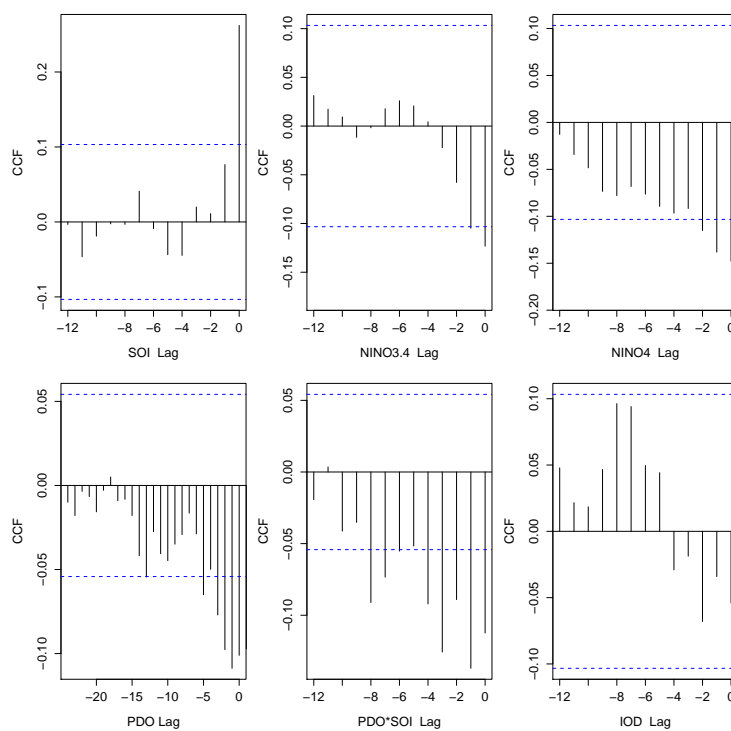 CCF
0.2
0.1
0.0
−0.1
−12 −8 −6 −4 −2 0
SOI Lag
CCF
0.10
0.05
0.00
−0.05
−0.10
−0.15
−12 −8 −6 −4 −2 0
NINO3.4 Lag
CCF
0.10
0.05
0.00
−0.05
−0.10
−0.15
−0.20
−12 −8 −6 −4 −2 0
NINO4 Lag
CCF
0.05
0.00
−0.05
−0.10
−20 −15 −10 −5 0
PDO Lag
CCF
0.05
0.00
−0.05
−0.10
−12 −8 −6 −4 −2 0
PDO*SOI Lag
CCF
0.10
0.05
0.00
−0.05
−0.10
−12 −8 −6 −4 −2 0
IOD Lag